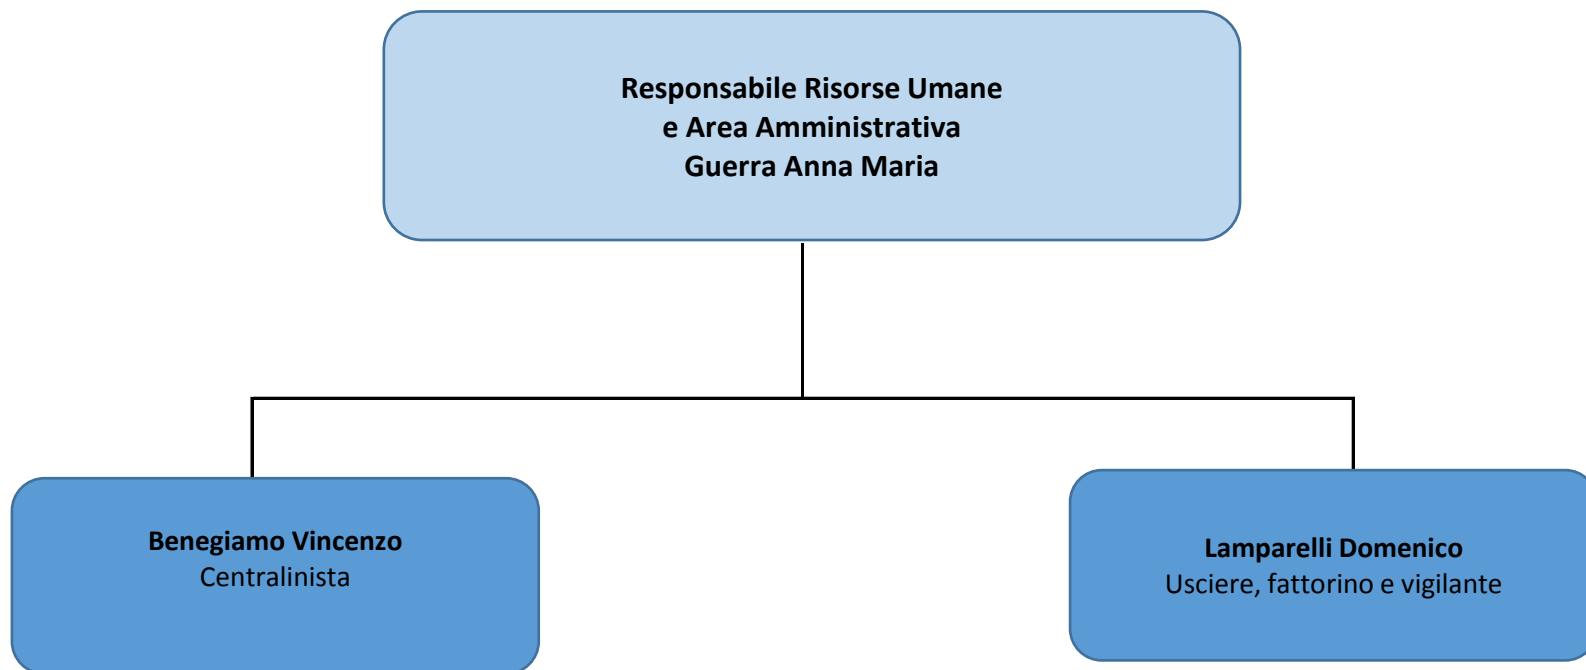 Responsabile Risorse Umane
e Area Amministrativa
Guerra Anna Maria
Benegiamo Vincenzo
Centralinista
Lamparelli Domenico
Usciere, fattorino e vigilante